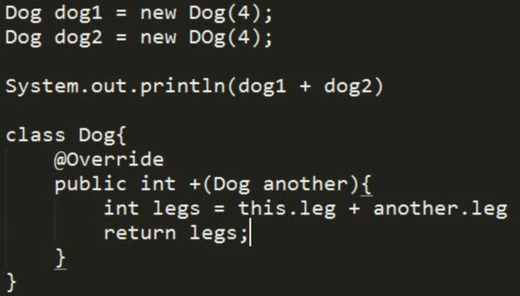 Dog dog1 = new Dog(4);
Dog dog2 = new DOg(4);
System.out.println(dog1 + dog2)
class Dog{
@Override
public int +(Dog another){
int legs = this.leg + another.leg
return legs;
}
}